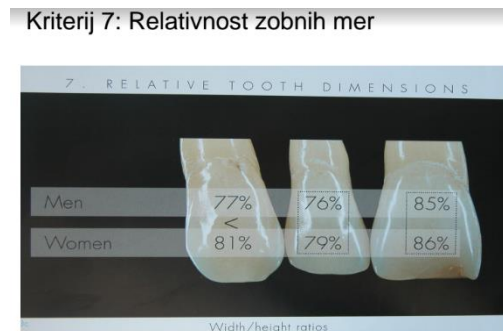 Kriterij 7: Relativnost zobnih mer
7. RELATIVE TOOTH DIMENSIONS
Men 77% 76% 85%
<
Women 81% 79% 86%
Width/height ratios